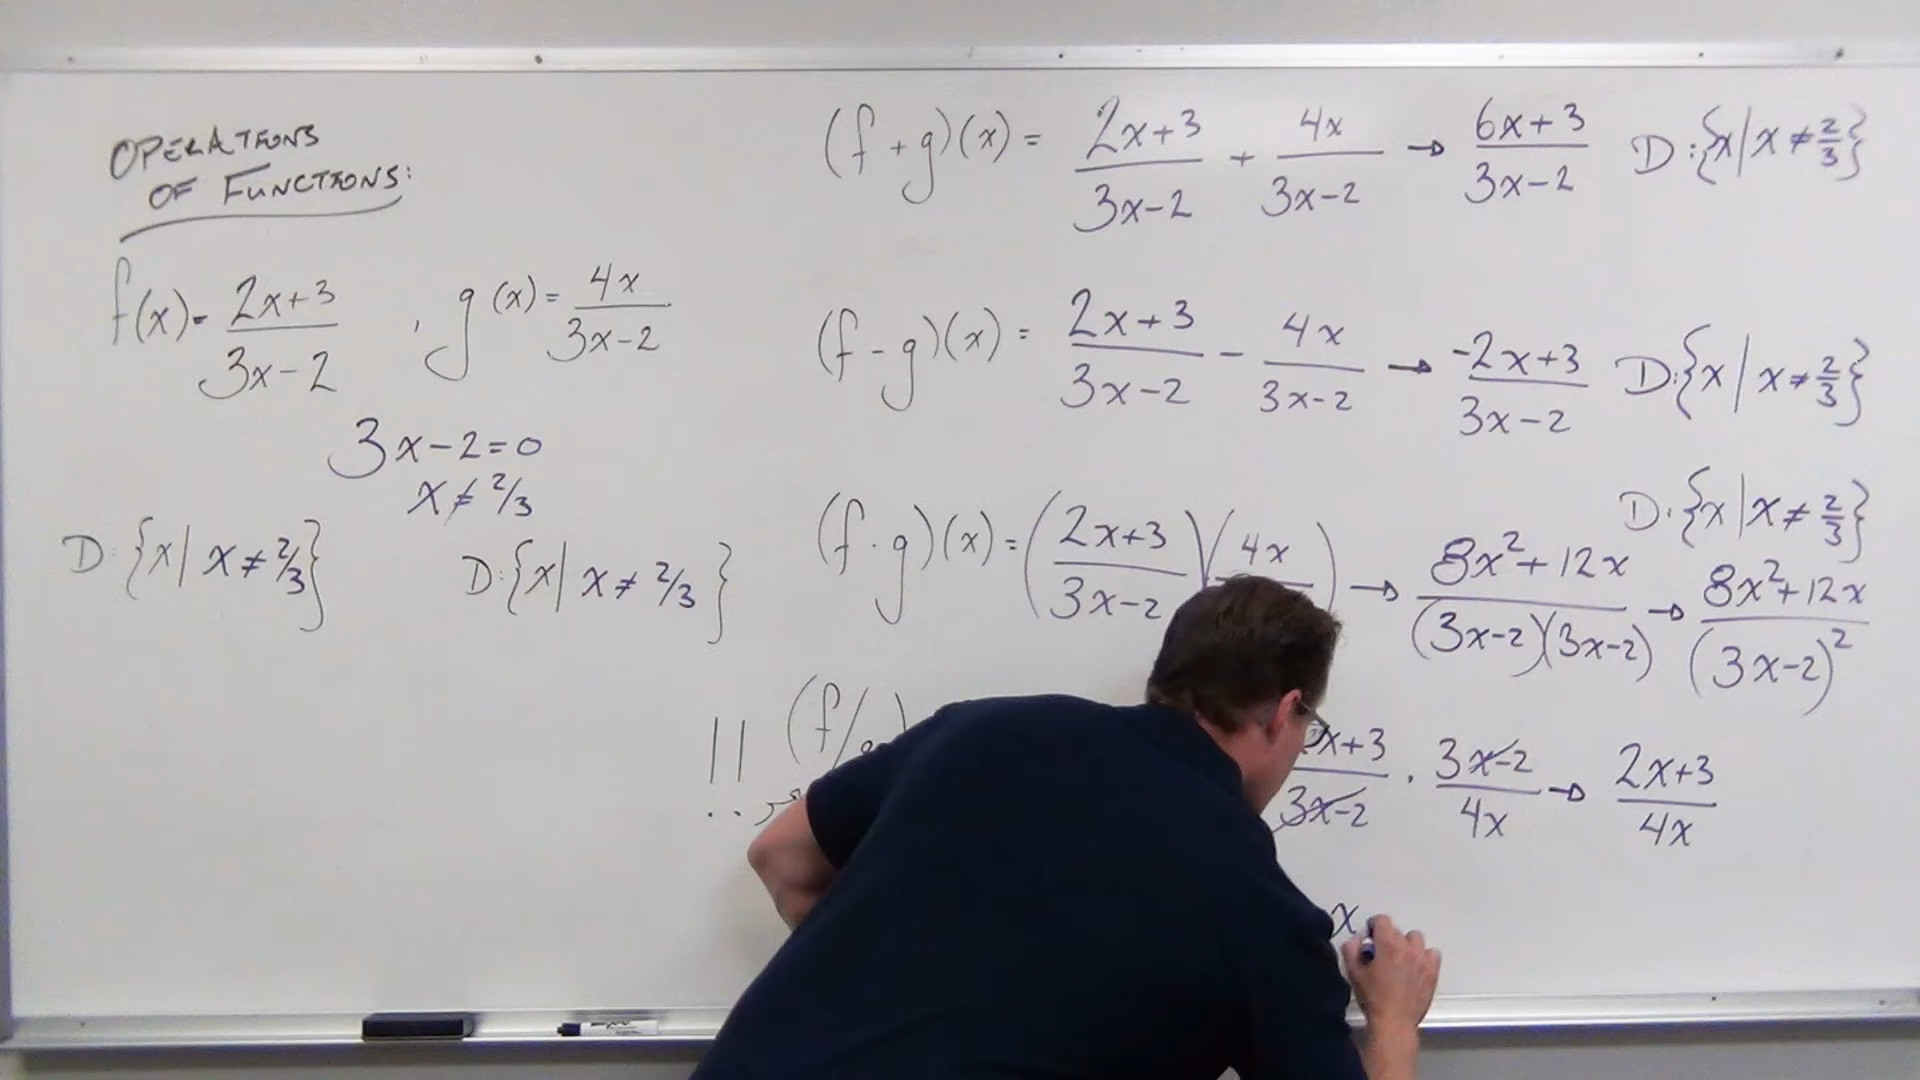 OPERATIONS
OF FUNCTIONS:
f(x) = 2x+3 / 3x-2 , g(x) = 4x / 3x-2
3x-2=0
x ≠ 2/3
D: {x | x ≠ 2/3}
D: {x | x ≠ 2/3}
(f+g)(x) = 2x+3 / 3x-2 + 4x / 3x-2 → 6x+3 / 3x-2 D: {x | x ≠ 2/3}
(f-g)(x) = 2x+3 / 3x-2 - 4x / 3x-2 → -2x+3 / 3x-2 D: {x | x ≠ 2/3}
D: {x | x ≠ 2/3}
(f·g)(x) = (2x+3 / 3x-2)(4x / ) → 8x²+12x / (3x-2)(3x-2) → 8x²+12x / (3x-2)²
!! (f/g) x+3 / 3x-2 · 3x-2 / 4x → 2x+3 / 4x
x